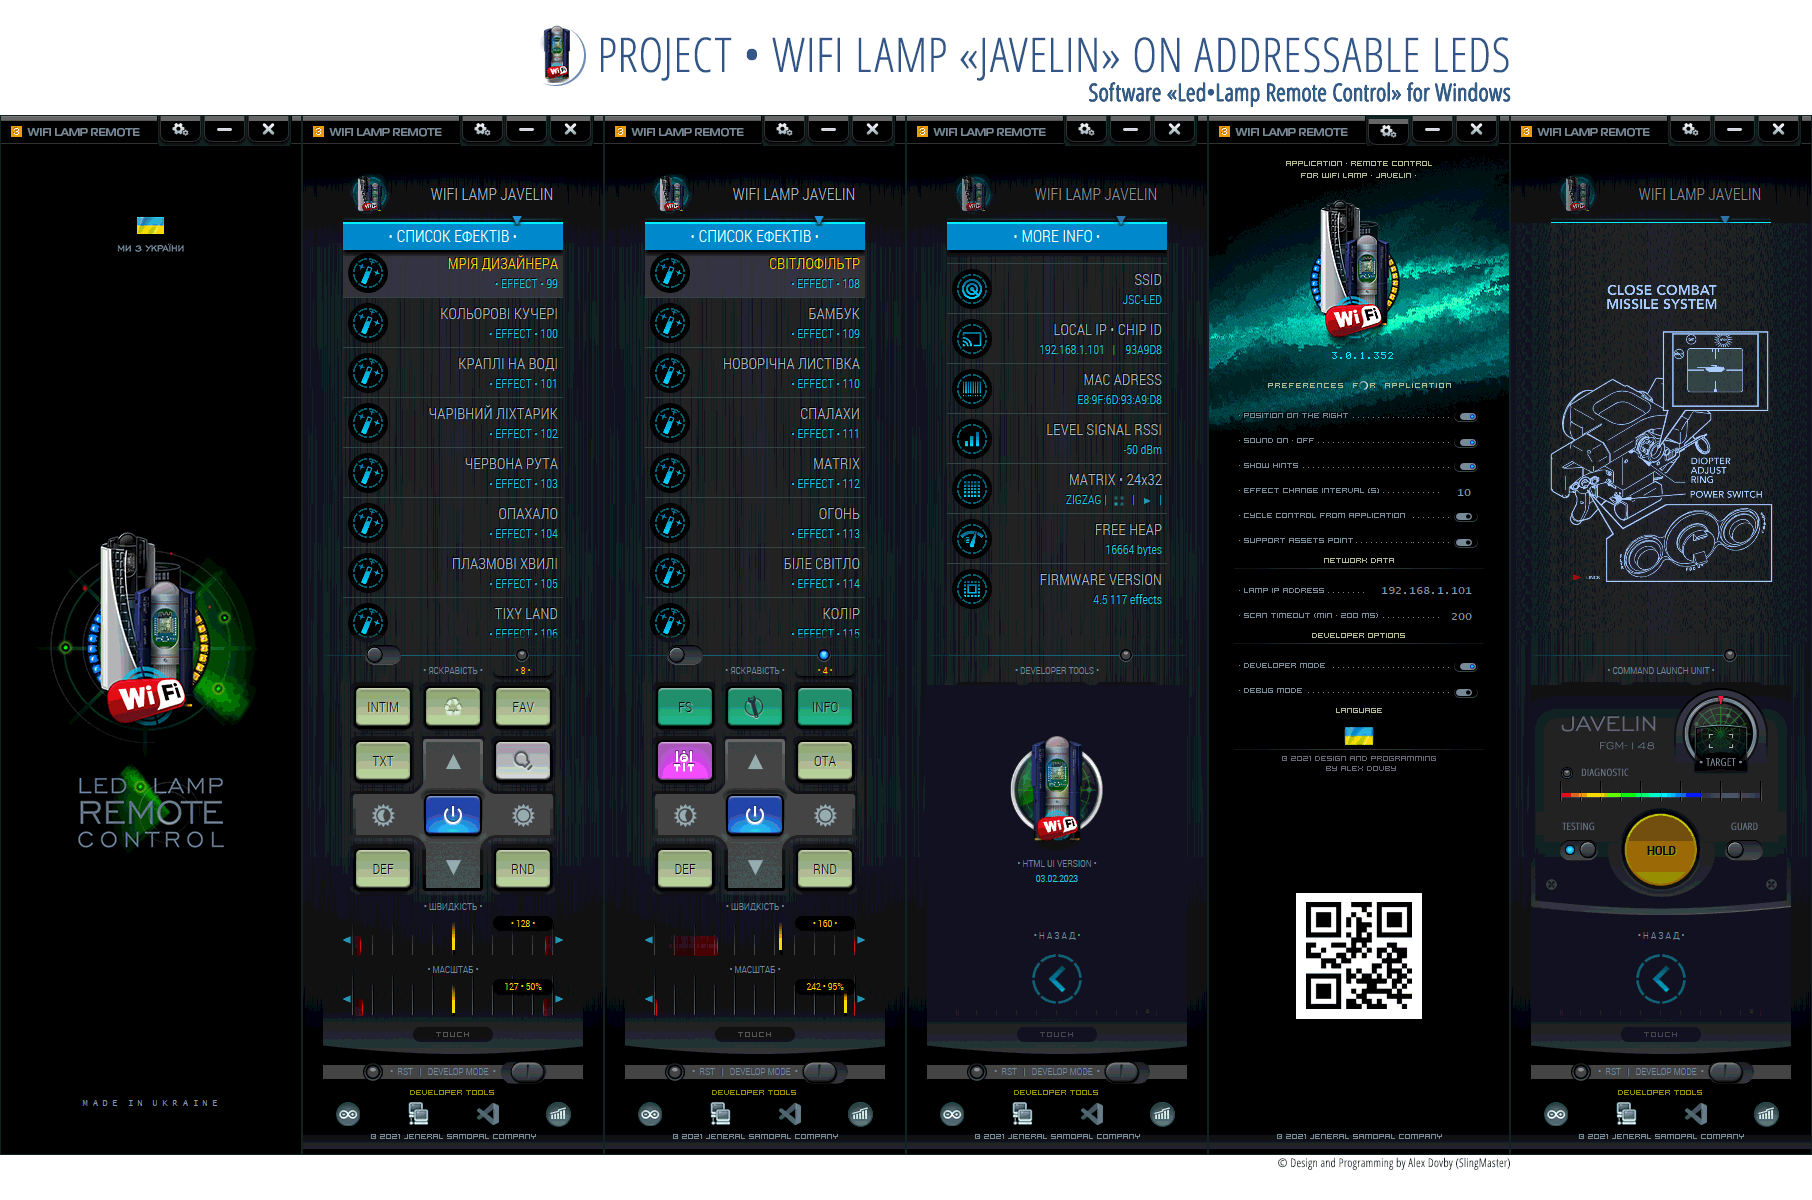 PROJECT • WIFI LAMP «JAVELIN» ON ADDRESSABLE LEDS
Software «Led•Lamp Remote Control» for Windows
3 WIFI LAMP REMOTE
МИ З УКРАЇНИ
WiFi
LED • LAMP
REMOTE
CONTROL
MADE IN UKRAINE
3 WIFI LAMP REMOTE
WIFI LAMP JAVELIN
• СПИСОК ЕФЕКТІВ •
МРІЯ ДИЗАЙНЕРА
• EFFECT • 99
КОЛЬОРОВІ КУЧЕРІ
• EFFECT • 100
КРАПЛІ НА ВОДІ
• EFFECT • 101
ЧАРІВНИЙ ЛІХТАРИК
• EFFECT • 102
ЧЕРВОНА РУТА
• EFFECT • 103
ОПАХАЛО
• EFFECT • 104
ПЛАЗМОВІ ХВИЛІ
• EFFECT • 105
TIXY LAND
• EFFECT • 106
• ЯСКРАВІСТЬ •
• 8 •
INTIM
FAV
TXT
DEF
RND
• ШВИДКІСТЬ •
• 128 •
• МАСШТАБ •
127 • 50%
TOUCH
• RST | DEVELOP MODE •
DEVELOPER TOOLS
© 2021 JENERAL SAMOPAL COMPANY
3 WIFI LAMP REMOTE
WIFI LAMP JAVELIN
• СПИСОК ЕФЕКТІВ •
СВІТЛОФІЛЬТР
• EFFECT • 108
БАМБУК
• EFFECT • 109
НОВОРІЧНА ЛИСТІВКА
• EFFECT • 110
СПАЛАХИ
• EFFECT • 111
MATRIX
• EFFECT • 112
ОГОНЬ
• EFFECT • 113
БІЛЕ СВІТЛО
• EFFECT • 114
КОЛІР
• EFFECT • 115
• ЯСКРАВІСТЬ •
• 4 •
FS
INFO
OTA
DEF
RND
• ШВИДКІСТЬ •
• 160 •
• МАСШТАБ •
242 • 95%
TOUCH
• RST | DEVELOP MODE •
DEVELOPER TOOLS
© 2021 JENERAL SAMOPAL COMPANY
3 WIFI LAMP REMOTE
WIFI LAMP JAVELIN
• MORE INFO •
SSID
JSC-LED
LOCAL IP • CHIP ID
192.168.1.101 | 93A9D8
MAC ADRESS
E8:9F:6D:93:A9:D8
LEVEL SIGNAL RSSI
-50 dBm
MATRIX • 24x32
ZIGZAG |
FREE HEAP
16664 bytes
FIRMWARE VERSION
4.5 117 effects
• DEVELOPER TOOLS •
WiFi
• HTML UI VERSION •
03.02.2023
• НАЗАД •
TOUCH
• RST | DEVELOP MODE •
DEVELOPER TOOLS
© 2021 JENERAL SAMOPAL COMPANY
3 WIFI LAMP REMOTE
APPLICATION · REMOTE CONTROL
FOR WIFI LAMP · JAVELIN ·
WiFi
3.0.1.352
PREFERENCES FOR APPLICATION
· POSITION ON THE RIGHT
· SOUND ON · OFF
· SHOW HINTS
· EFFECT CHANGE INTERVAL (S) 10
· CYCLE CONTROL FROM APPLICATION
· SUPPORT ASSETS POINT
NETWORK DATA
· LAMP IP ADDRESS 192.168.1.101
· SCAN TIMEOUT (MIN · 200 MS) 200
DEVELOPER OPTIONS
· DEVELOPER MODE
· DEBUG MODE
LANGUAGE
© 2021 DESIGN AND PROGRAMMING
BY ALEX DOVBY
© 2021 JENERAL SAMOPAL COMPANY
3 WIFI LAMP REMOTE
WIFI LAMP JAVELIN
CLOSE COMBAT
MISSILE SYSTEM
DIOPTER
ADJUST
RING
POWER SWITCH
• COMMAND LAUNCH UNIT •
JAVELIN
FGM-148
• TARGET •
DIAGNOSTIC
TESTING
GUARD
HOLD
• НАЗАД •
TOUCH
• RST | DEVELOP MODE •
DEVELOPER TOOLS
© 2021 JENERAL SAMOPAL COMPANY
© Design and Programming by Alex Dovby (SlingMaster)